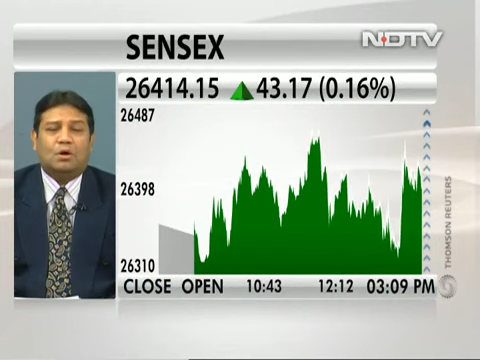 SENSEX
NDTV
26414.15 43.17 (0.16%)
26487
26398
26310
CLOSE OPEN 10:43 12:12 03:09 PM
THOMSON REUTERS